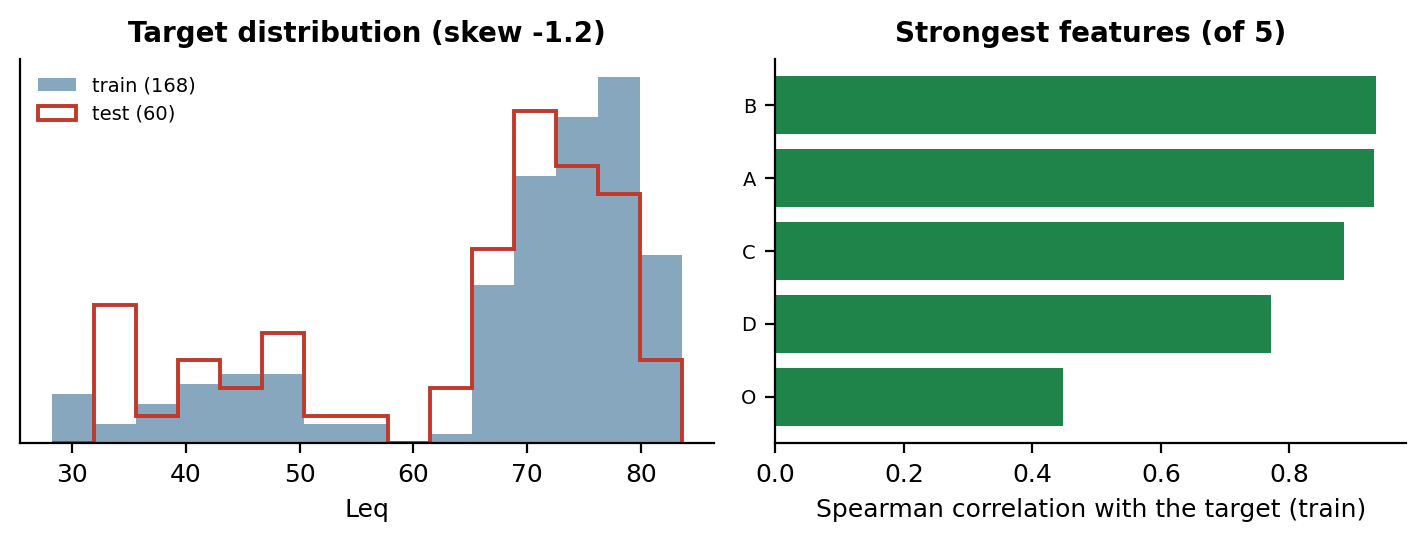 Target distribution (skew -1.2)
train (168)
test (60)
30 40 50 60 70 80
Leq
Strongest features (of 5)
B
A
C
D
O
0.0 0.2 0.4 0.6 0.8
Spearman correlation with the target (train)